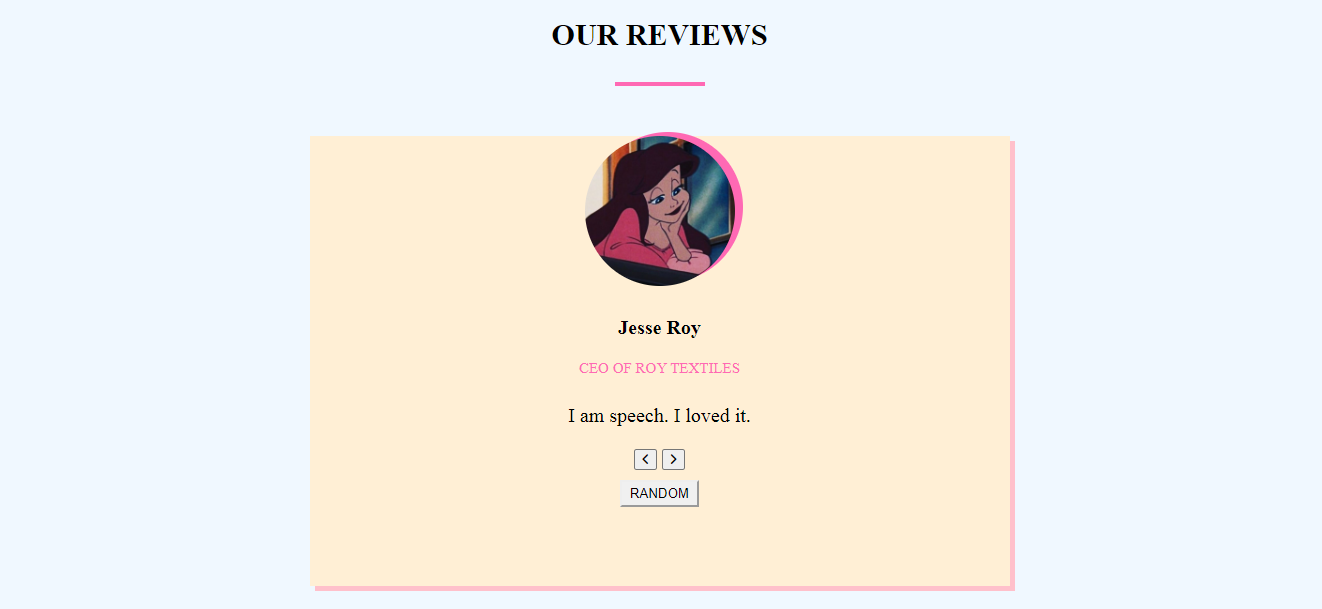 OUR REVIEWS
Jesse Roy
CEO OF ROY TEXTILES
I am speech. I loved it.
RANDOM